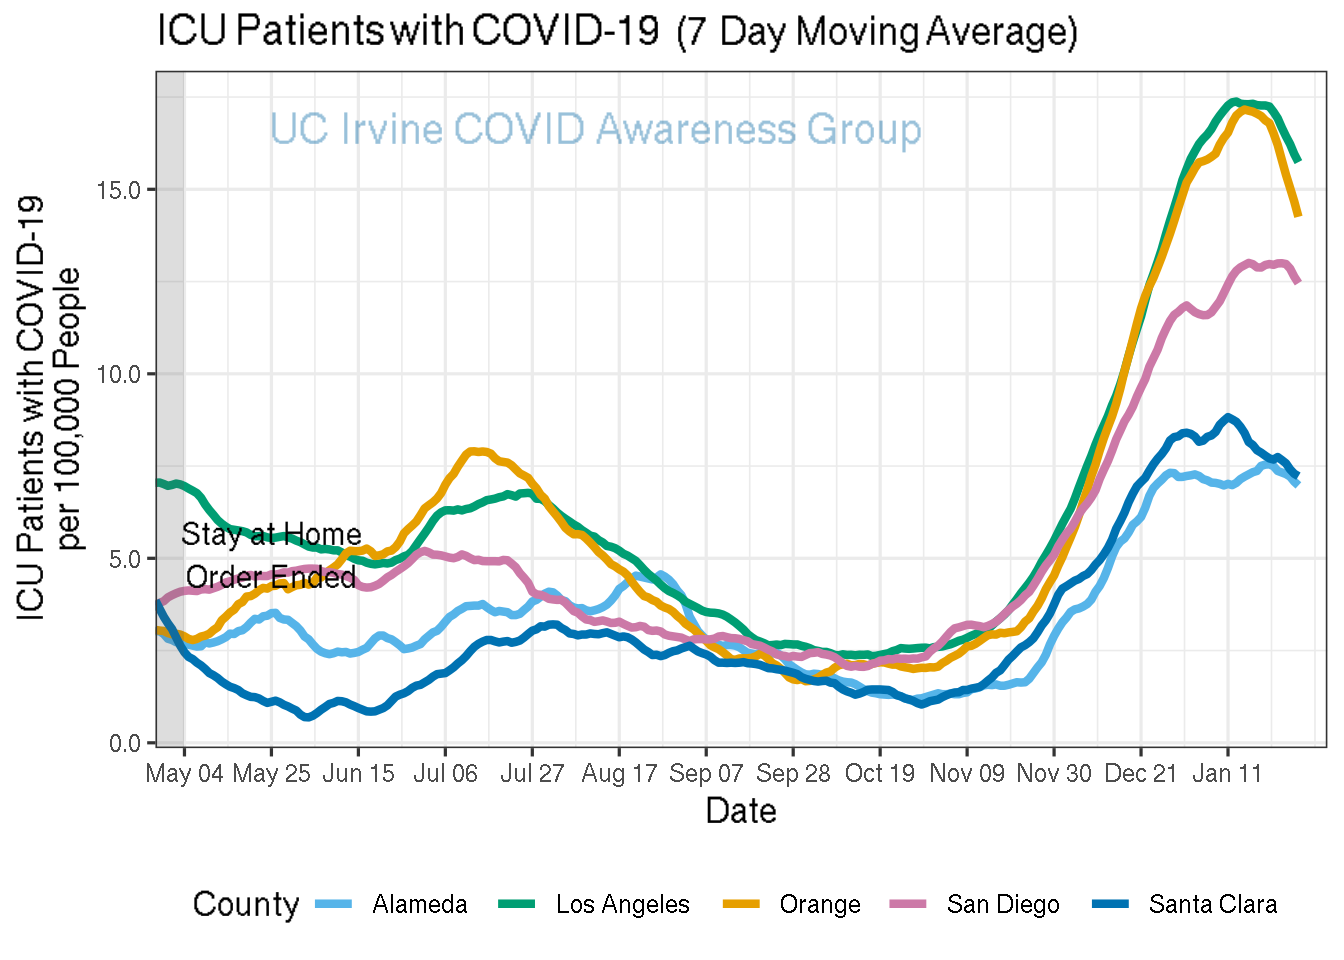 ICU Patients with COVID-19 (7 Day Moving Average)
UC Irvine COVID Awareness Group
ICU Patients with COVID-19
per 100,000 People
15.0
10.0
5.0
0.0
Stay at Home
Order Ended
May 04 May 25 Jun 15 Jul 06 Jul 27 Aug 17 Sep 07 Sep 28 Oct 19 Nov 09 Nov 30 Dec 21 Jan 11
Date
County Alameda Los Angeles Orange San Diego Santa Clara